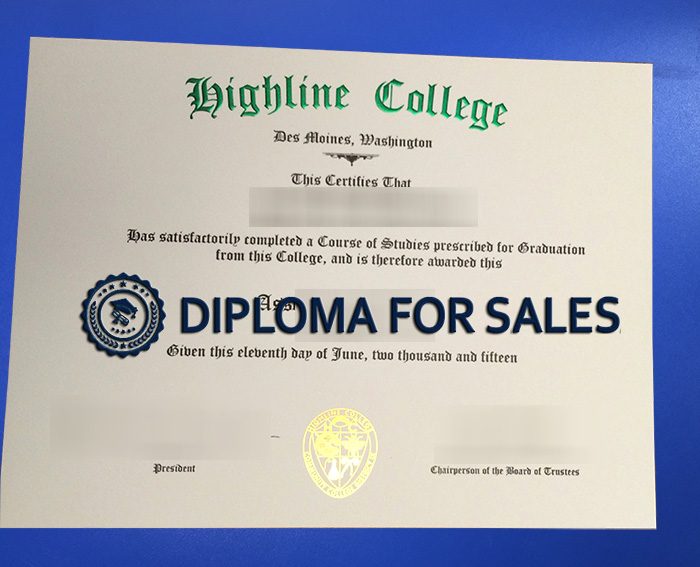 Highline College
Des Moines, Washington
This Certifies That
Has satisfactorily completed a Course of Studies prescribed for Graduation
from this College, and is therefore awarded this
DIPLOMA FOR SALES
Given this eleventh day of June, two thousand and fifteen
HIGHLINE COLLEGE
President
Chairperson of the Board of Trustees